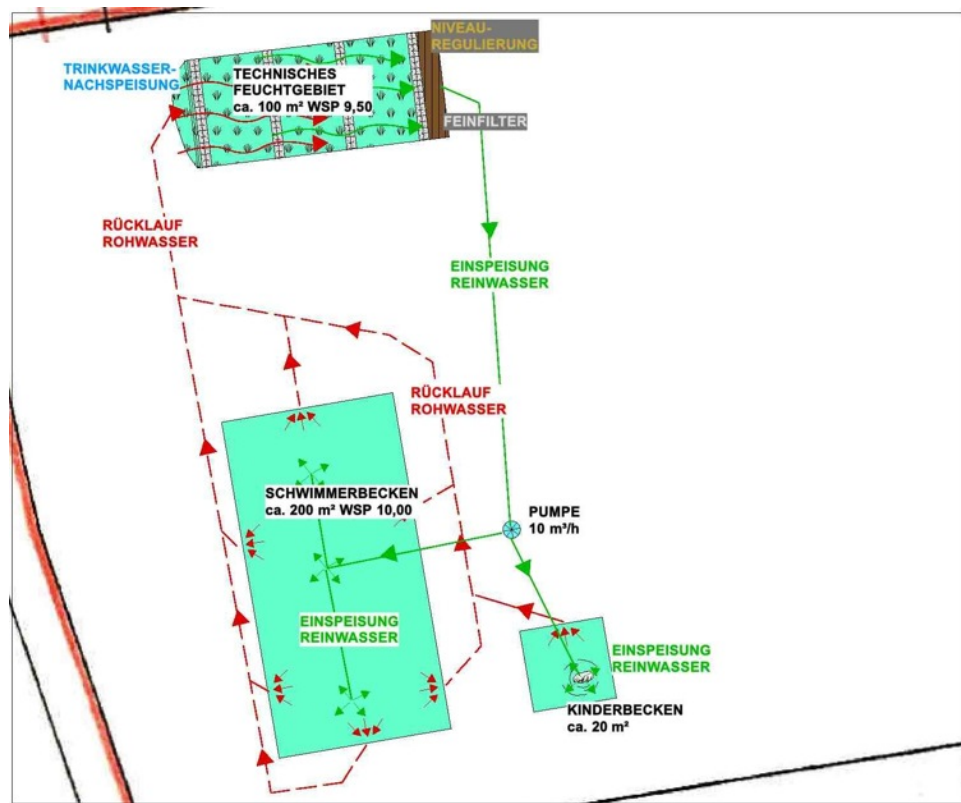 NIVEAU-
REGULIERUNG
TRINKWASSER-
NACHSPEISUNG
TECHNISCHES
FEUCHTGEBIET
ca. 100 m² WSP 9,50
FEINFILTER
RÜCKLAUF
ROHWASSER
EINSPEISUNG
REINWASSER
RÜCKLAUF
ROHWASSER
SCHWIMMERBECKEN
ca. 200 m² WSP 10,00
PUMPE
10 m³/h
EINSPEISUNG
REINWASSER
EINSPEISUNG
REINWASSER
KINDERBECKEN
ca. 20 m²